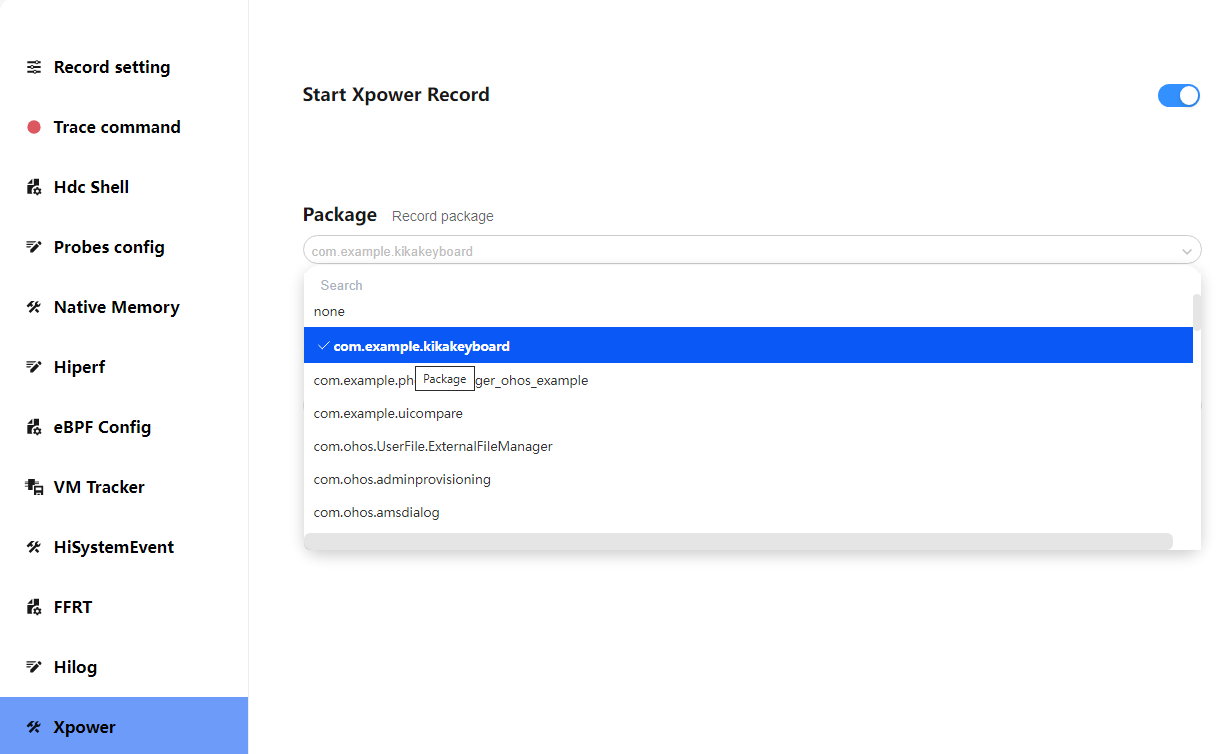 Record setting
Trace command
Hdc Shell
Probes config
Native Memory
Hiperf
eBPF Config
VM Tracker
HiSystemEvent
FFRT
Hilog
Xpower
Start Xpower Record
Package Record package
com.example.kikakeyboard
Search
none
com.example.kikakeyboard
com.example.ph Package ger_ohos_example
com.example.uicompare
com.ohos.UserFile.ExternalFileManager
com.ohos.adminprovisioning
com.ohos.amsdialog